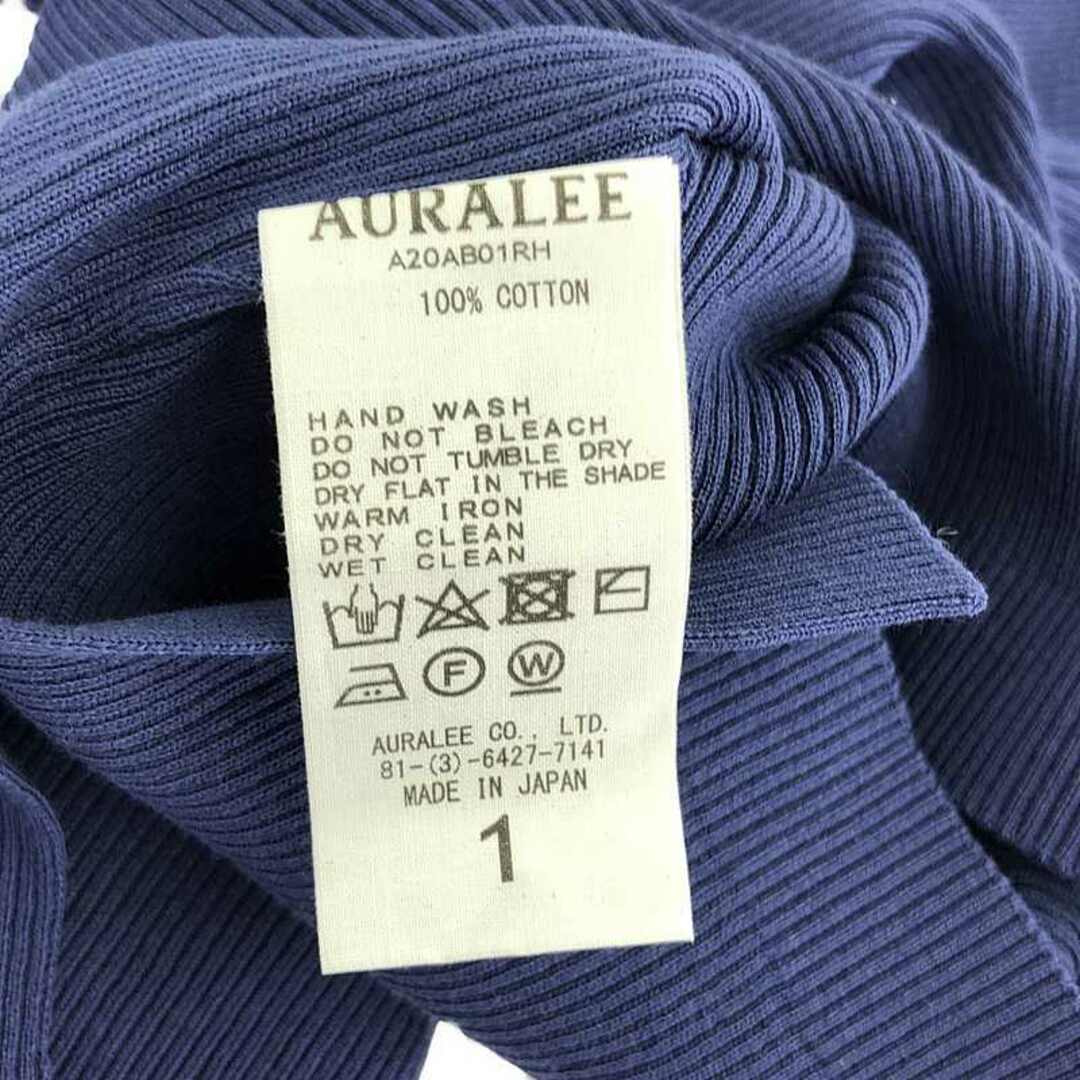 AURALEE
A20AB01RH
100% COTTON
HAND WASH
DO NOT BLEACH
DO NOT TUMBLE DRY
DRY FLAT IN THE SHADE
WARM IRON
DRY CLEAN
WET CLEAN
F W
AURALEE CO., LTD.
81-(3)-6427-7141
MADE IN JAPAN
1